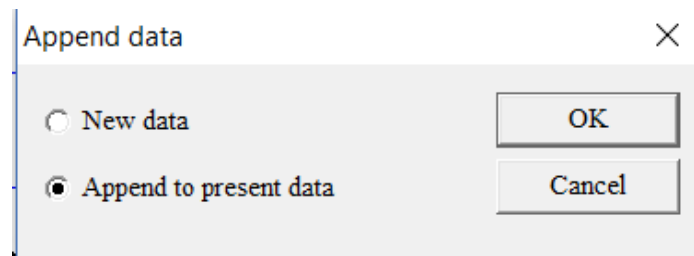 Append data
New data
OK
Append to present data
Cancel